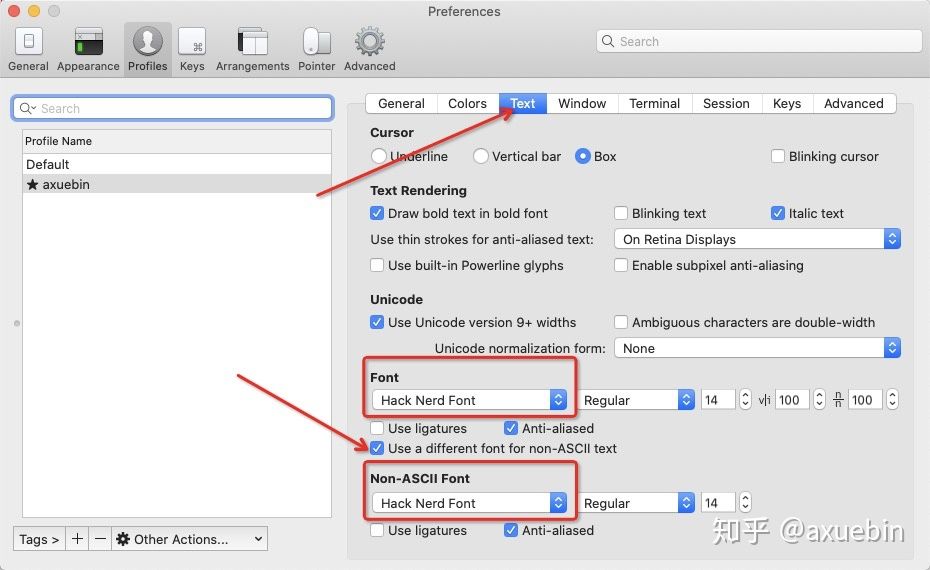 Preferences
General Appearance Profiles Keys Arrangements Pointer Advanced
Search
Search
Profile Name
Default
★ axuebin
General Colors Text Window Terminal Session Keys Advanced
Cursor
Underline Vertical bar Box Blinking cursor
Text Rendering
Draw bold text in bold font Blinking text Italic text
Use thin strokes for anti-aliased text: On Retina Displays
Use built-in Powerline glyphs Enable subpixel anti-aliasing
Unicode
Use Unicode version 9+ widths Ambiguous characters are double-width
Unicode normalization form: None
Font
Hack Nerd Font Regular 14 v|i 100 n/n 100
Use ligatures Anti-aliased
Use a different font for non-ASCII text
Non-ASCII Font
Hack Nerd Font Regular 14
Use ligatures Anti-aliased
Tags > + − Other Actions...
知乎 @axuebin